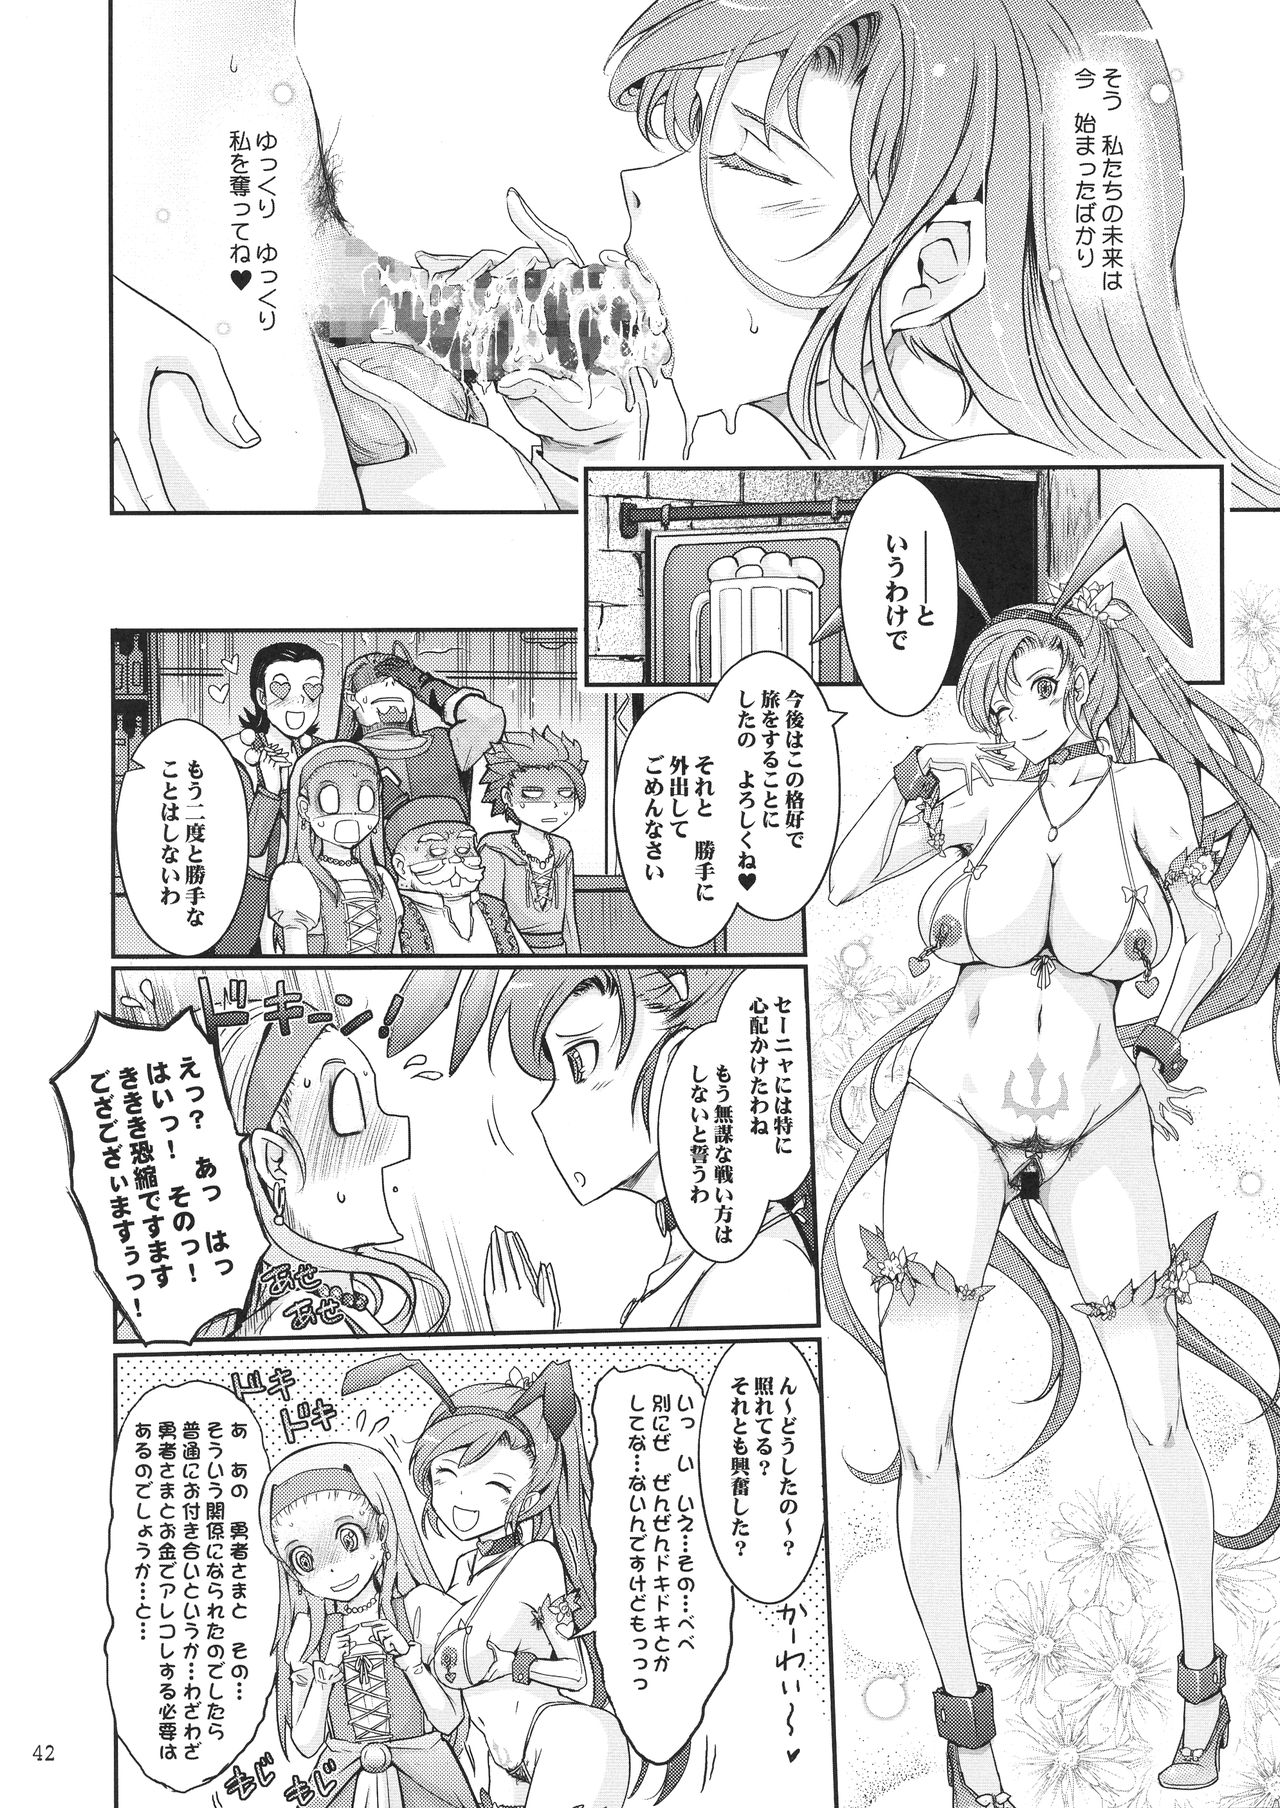 そう　私たちの未来は
今　始まったばかり
ゆっくり　ゆっくり
私を奪ってね♥
――と
いうわけで
今後はこの格好で
旅をすることに
したの　よろしくね♥
それと　勝手に
外出して
ごめんなさい
もう二度と勝手な
ことはしないわ
セーニャには特に
心配かけたわね
もう無謀な戦い方は
しないと誓うわ
ドキーン！
えっ？　あっ　はっ
はいっ！　そのっ！
ききき恐縮ですます
ございますぅっ！
あせ
あせ
ん～どうしたの～？
照れてる？
それとも興奮した？
かーわい～♥
いっ　い　いえ…その…べべ
別にぜ　ぜんぜんドキドキとか
してな…ないんですけどもっっ
ドキ
ドキ
あ　あの　勇者さまと　その…
そういう関係になられたのでしたら
普通にお付き合いというか…わざわざ
勇者さまとお金でアレコレする必要は
あるのでしょうか…と…
もじ
もじ
42